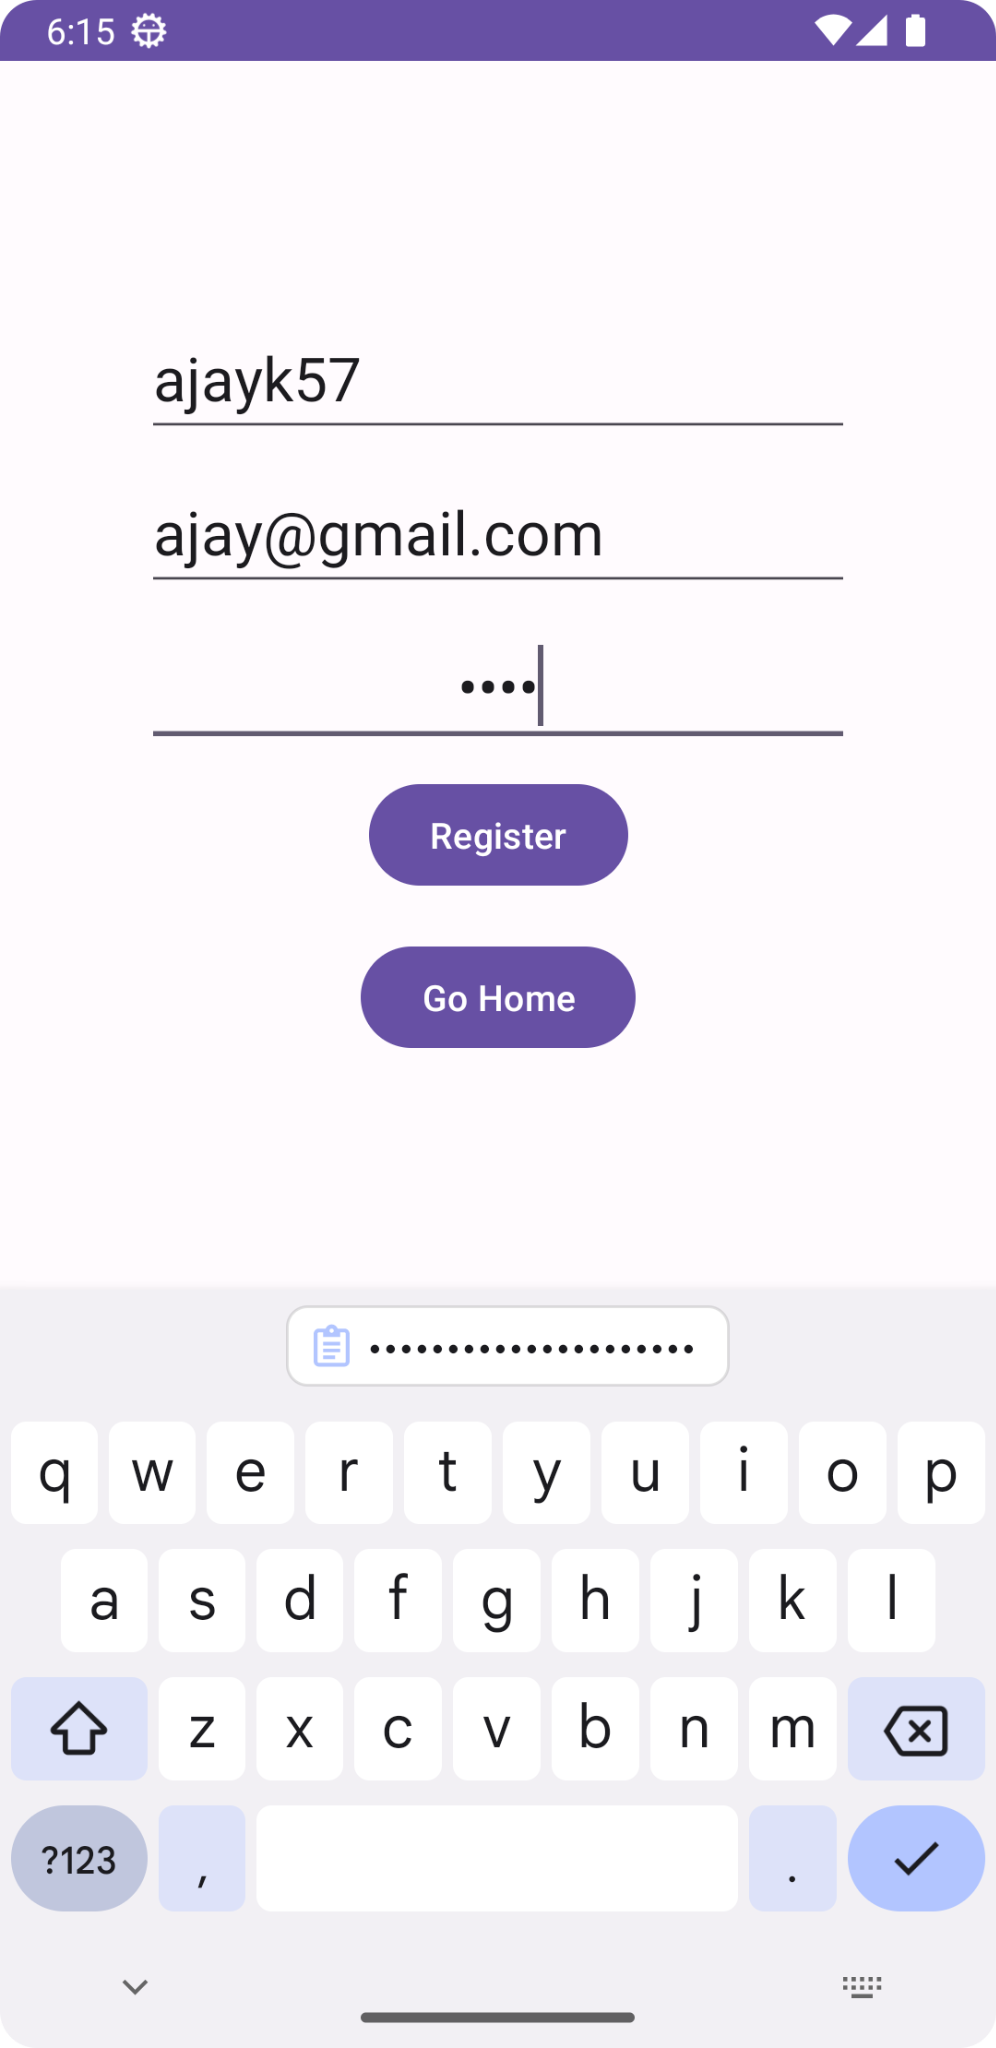 6:15
ajayk57
ajay@gmail.com
••••
Register
Go Home
•••••••••••••••••••••
q w e r t y u i o p
a s d f g h j k l
z x c v b n m
?123 , .